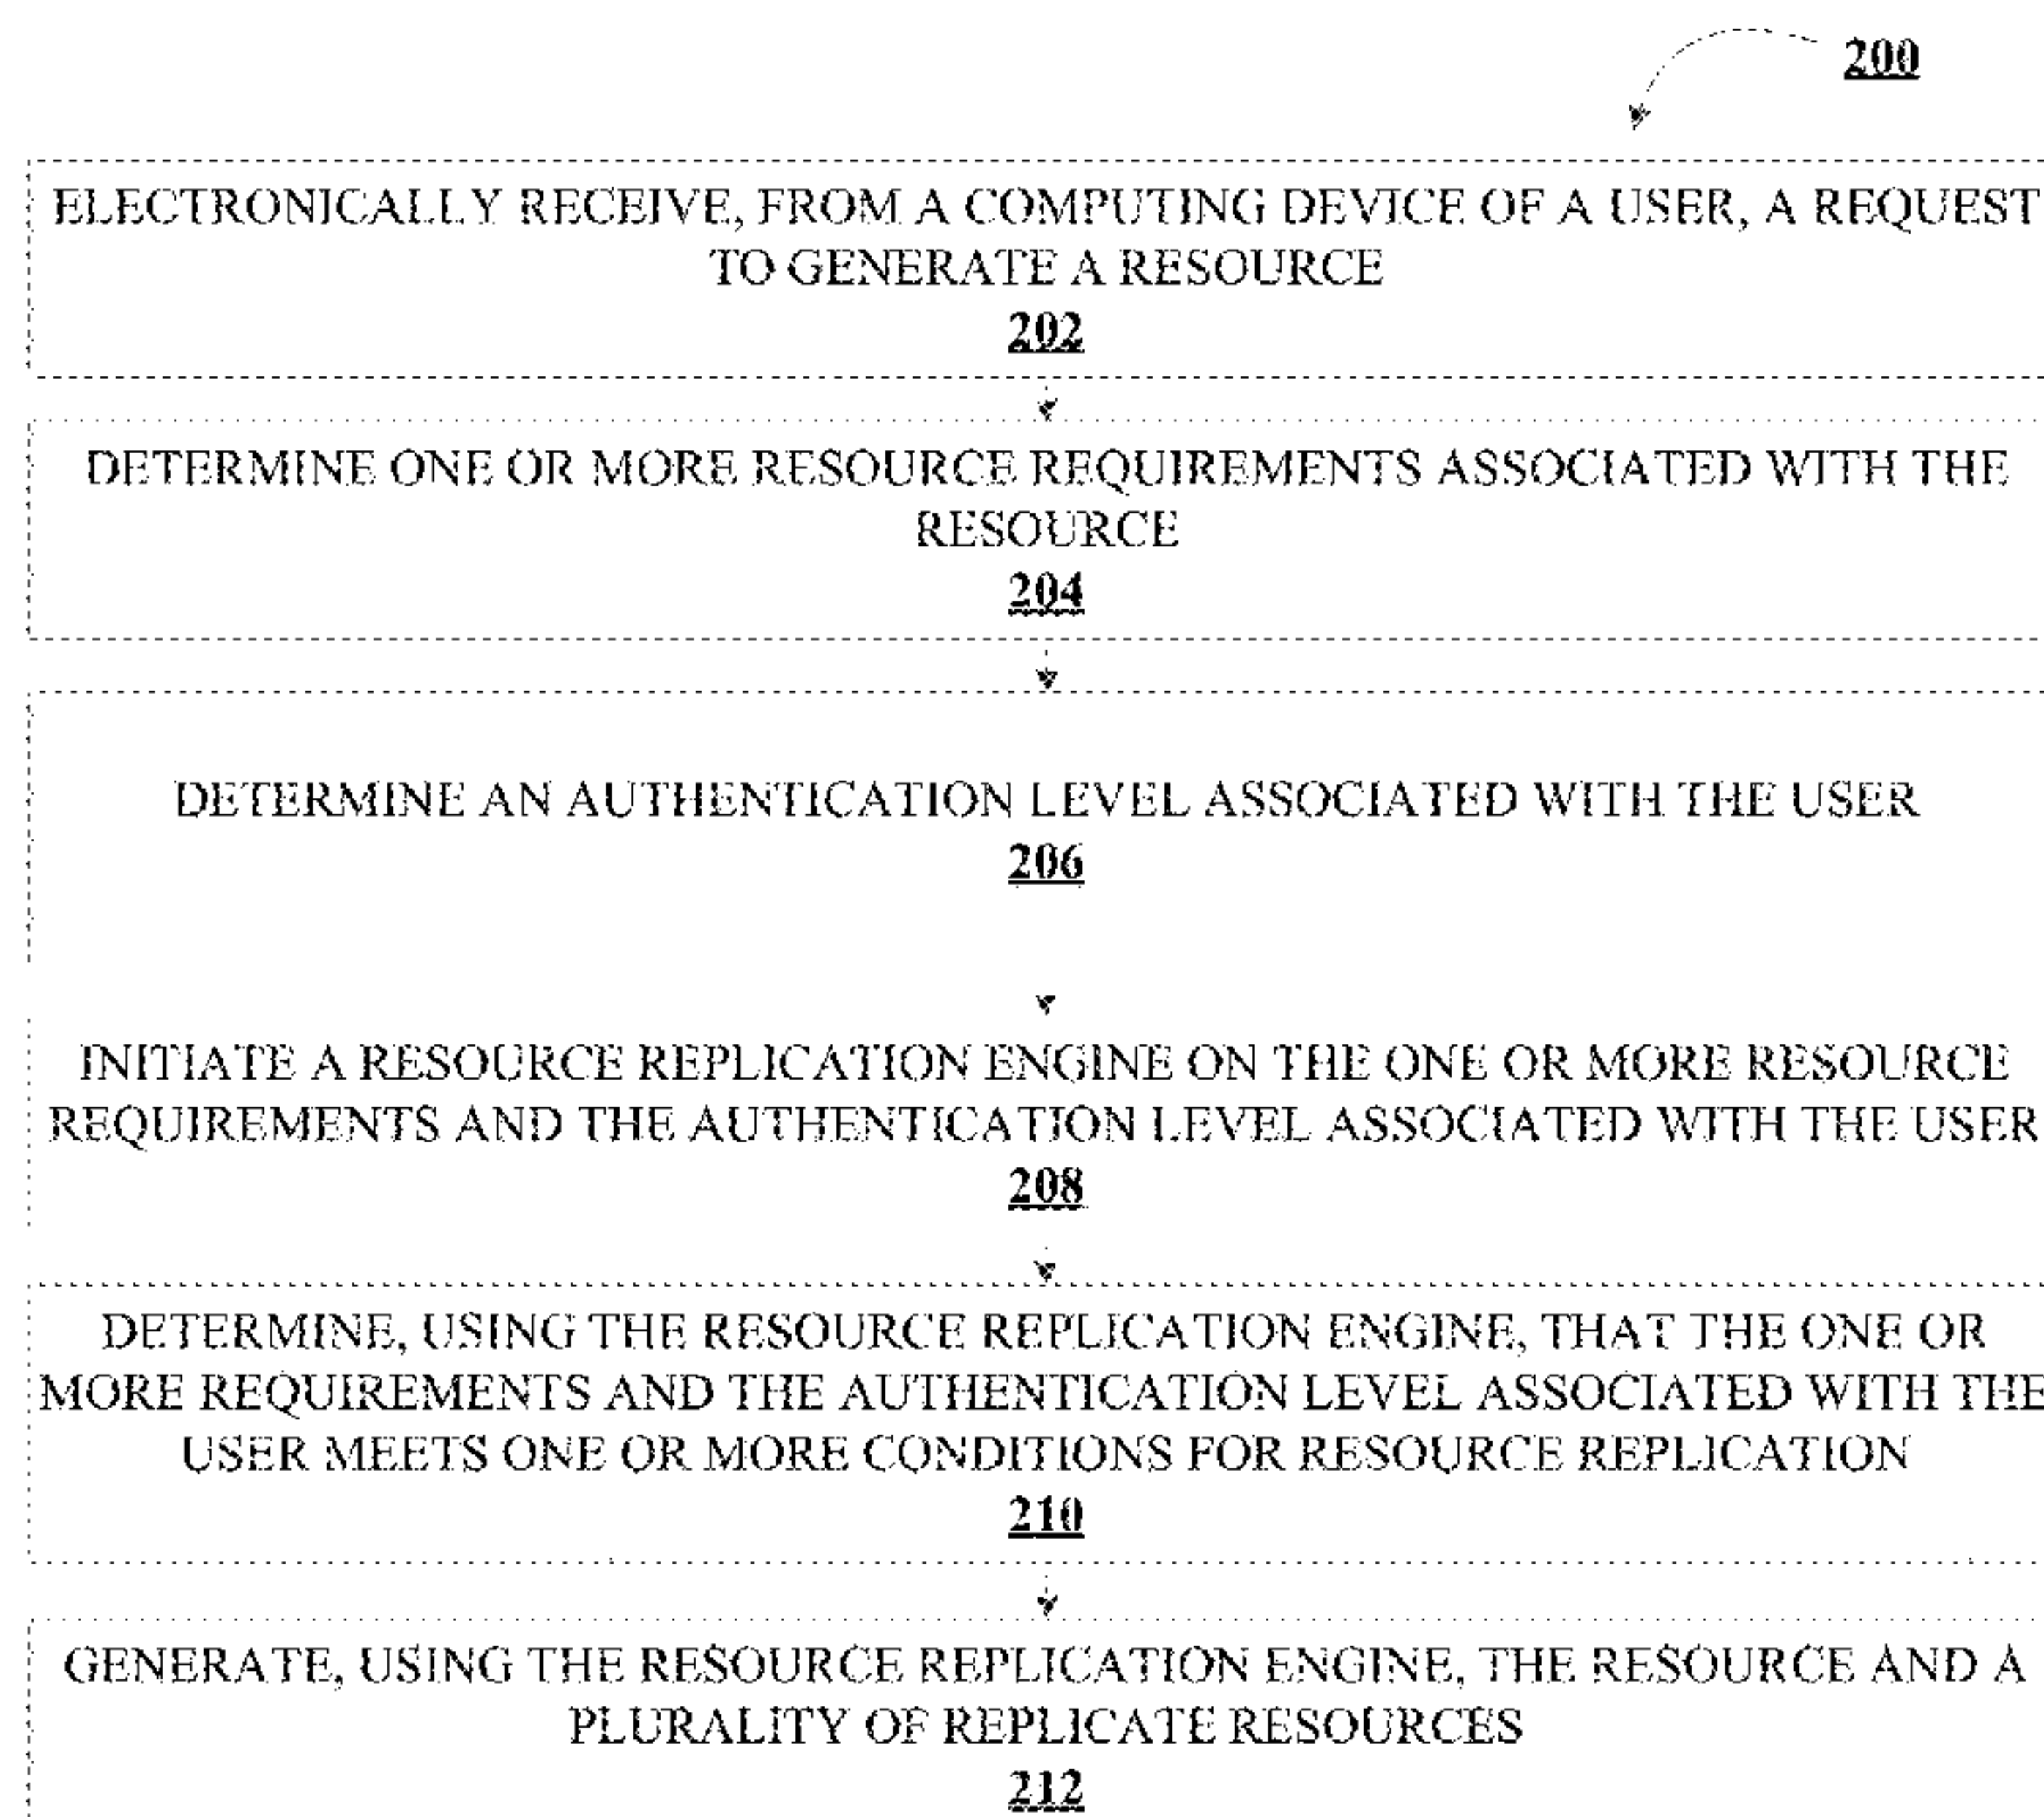 200
ELECTRONICALLY RECEIVE, FROM A COMPUTING DEVICE OF A USER, A REQUEST
TO GENERATE A RESOURCE
202
DETERMINE ONE OR MORE RESOURCE REQUIREMENTS ASSOCIATED WITH THE
RESOURCE
204
DETERMINE AN AUTHENTICATION LEVEL ASSOCIATED WITH THE USER
206
INITIATE A RESOURCE REPLICATION ENGINE ON THE ONE OR MORE RESOURCE
REQUIREMENTS AND THE AUTHENTICATION LEVEL ASSOCIATED WITH THE USER
208
DETERMINE, USING THE RESOURCE REPLICATION ENGINE, THAT THE ONE OR
MORE REQUIREMENTS AND THE AUTHENTICATION LEVEL ASSOCIATED WITH THE
USER MEETS ONE OR MORE CONDITIONS FOR RESOURCE REPLICATION
210
GENERATE, USING THE RESOURCE REPLICATION ENGINE, THE RESOURCE AND A
PLURALITY OF REPLICATE RESOURCES
212